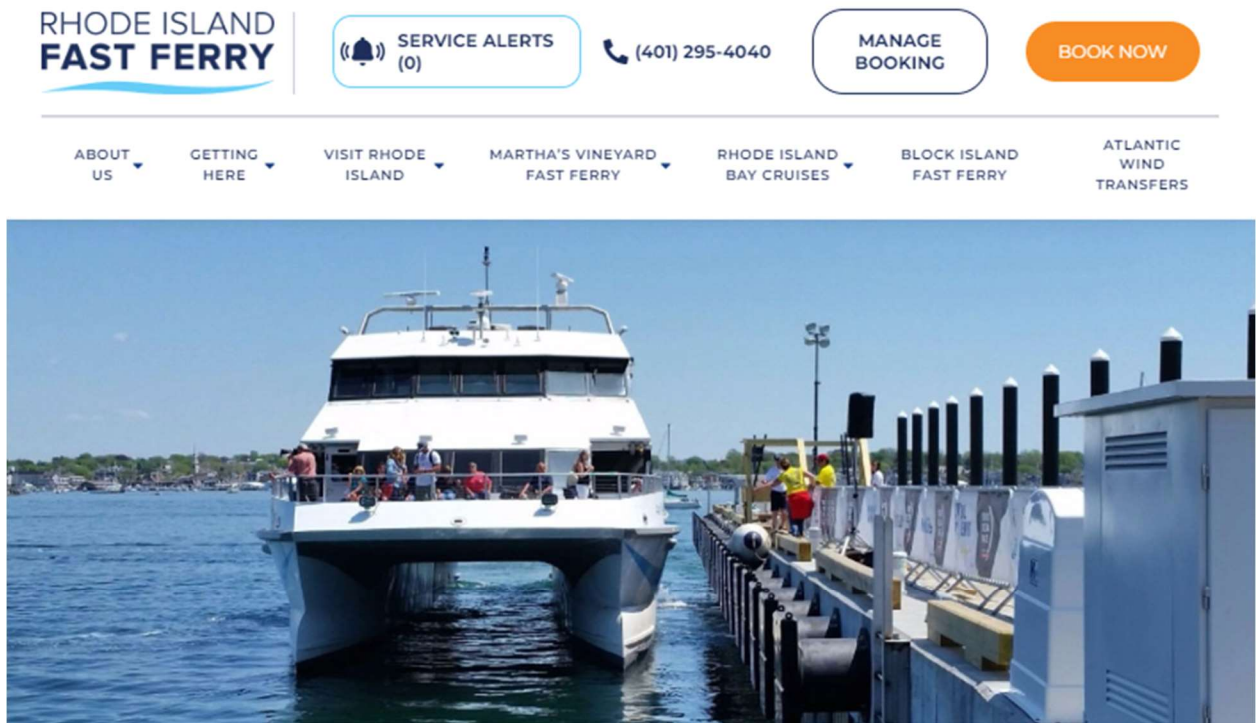 RHODE ISLAND
FAST FERRY
SERVICE ALERTS
(0)
(401) 295-4040
MANAGE
BOOKING
BOOK NOW
ABOUT
US
GETTING
HERE
VISIT RHODE
ISLAND
MARTHA'S VINEYARD
FAST FERRY
RHODE ISLAND
BAY CRUISES
BLOCK ISLAND
FAST FERRY
ATLANTIC
WIND
TRANSFERS